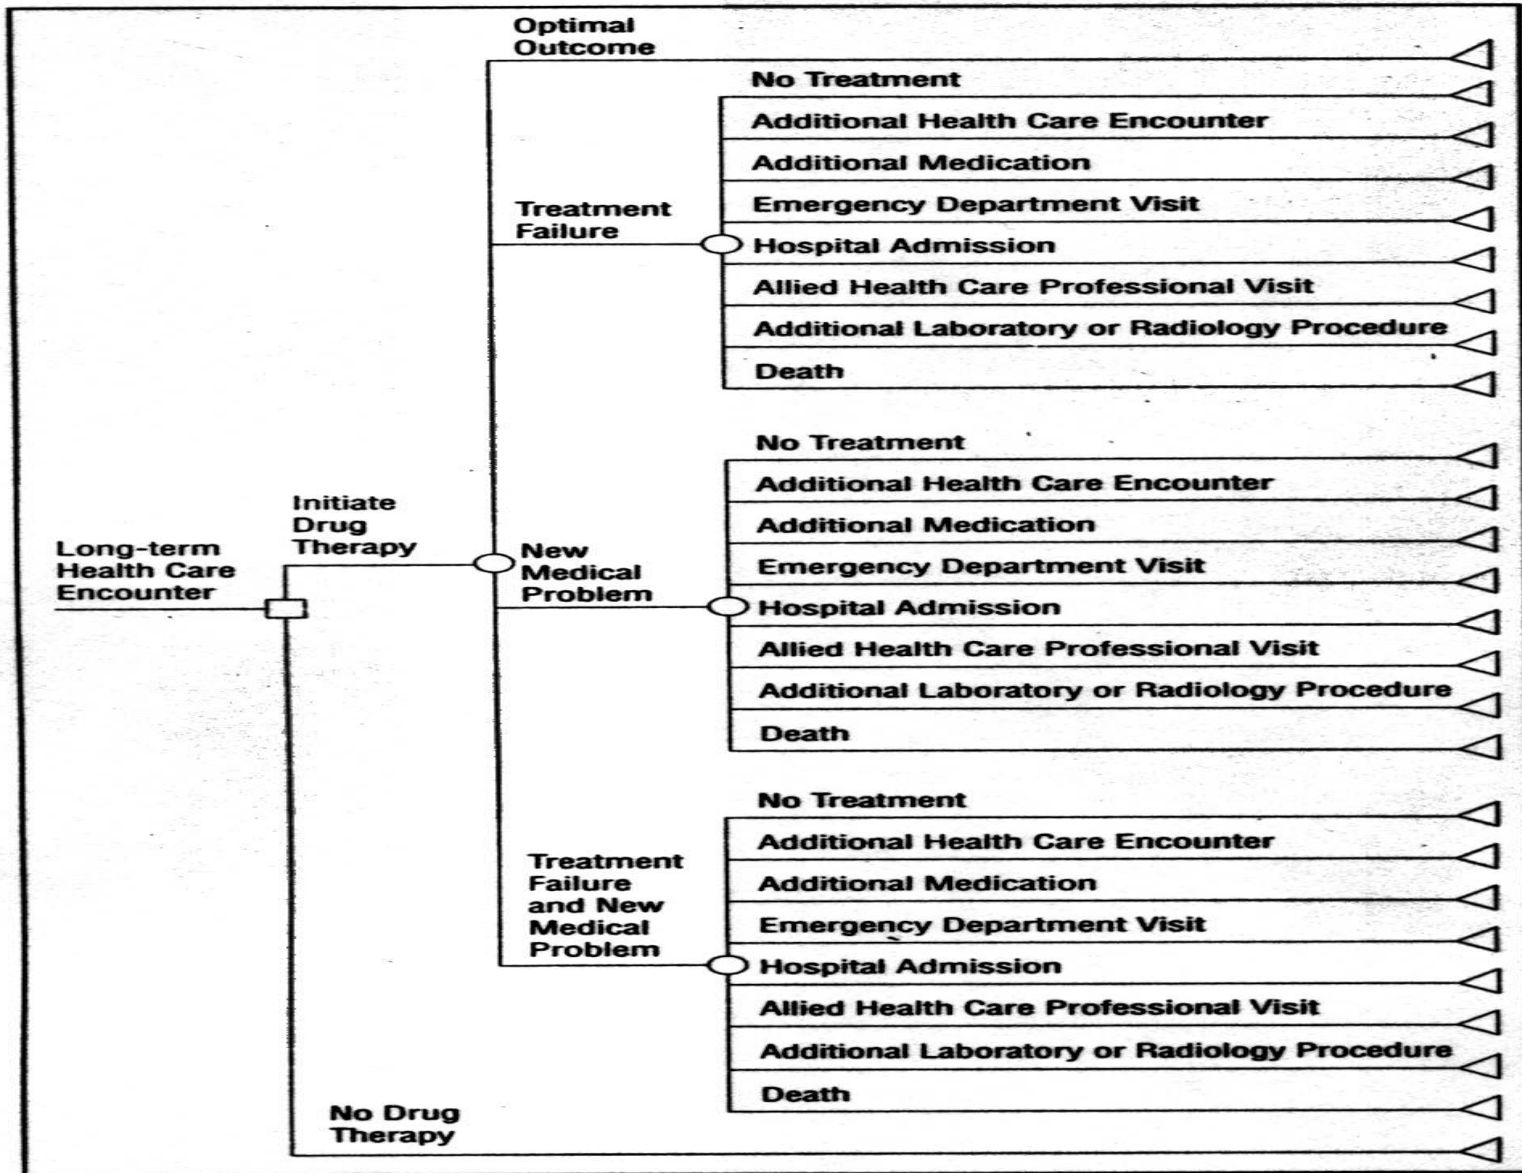 Optimal
Outcome
No Treatment
Additional Health Care Encounter
Additional Medication
Treatment
Failure
Emergency Department Visit
Hospital Admission
Allied Health Care Professional Visit
Additional Laboratory or Radiology Procedure
Death
Long-term
Health Care
Encounter
Initiate
Drug
Therapy
New
Medical
Problem
No Treatment
Additional Health Care Encounter
Additional Medication
Emergency Department Visit
Hospital Admission
Allied Health Care Professional Visit
Additional Laboratory or Radiology Procedure
Death
Treatment
Failure
and New
Medical
Problem
No Treatment
Additional Health Care Encounter
Additional Medication
Emergency Department Visit
Hospital Admission
Allied Health Care Professional Visit
Additional Laboratory or Radiology Procedure
Death
No Drug
Therapy